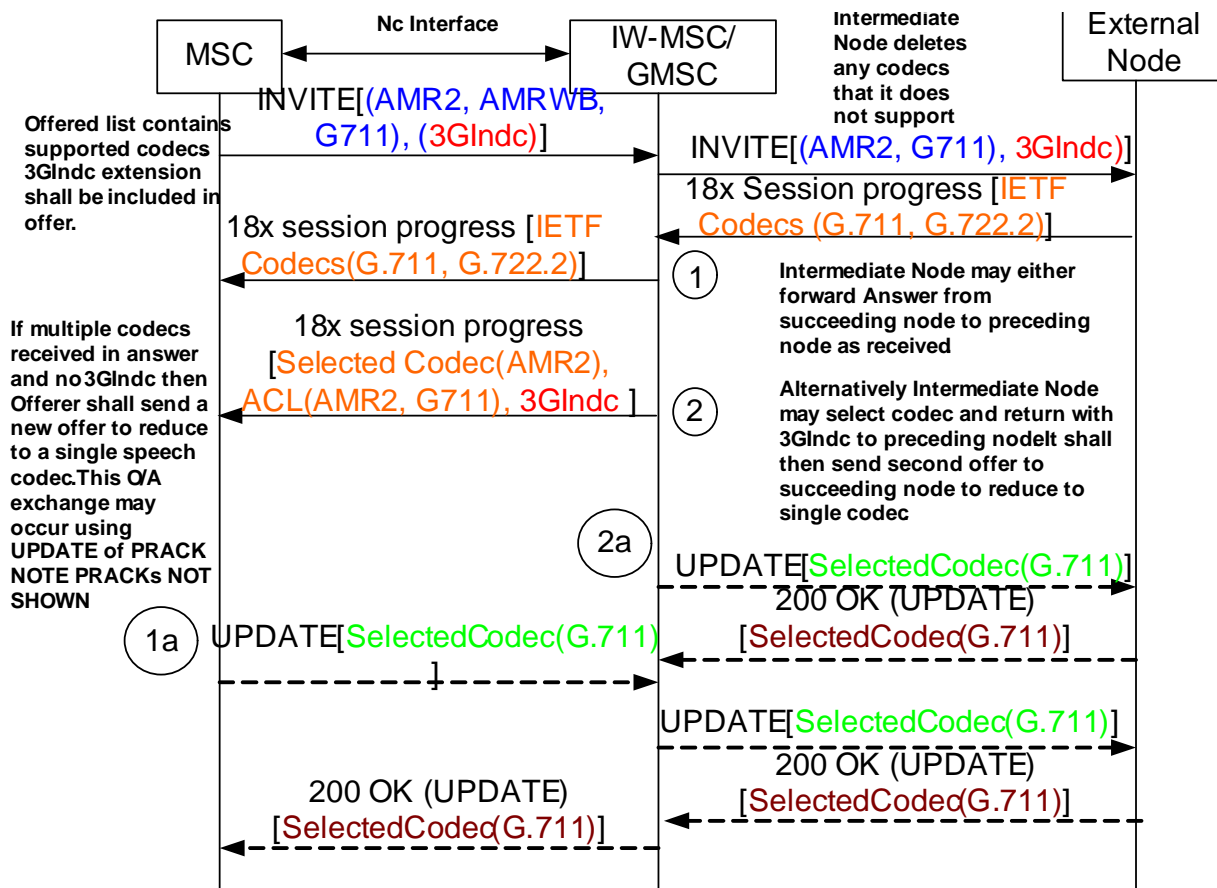 Nc Interface
MSC
IW-MSC/
GMSC
Intermediate
Node deletes
any codecs
that it does
not support
External
Node
Offered list contains
supported codecs
3GIndc extension
shall be included in
offer.
INVITE[(AMR2, AMRWB,
G711), (3GIndc)]
INVITE[(AMR2, G711), 3GIndc)]
18x Session progress [IETF
Codecs (G.711, G.722.2)]
18x session progress [IETF
Codecs(G.711, G.722.2)]
1
Intermediate Node may either
forward Answer from
succeeding node to preceding
node as received
If multiple codecs
received in answer
and no 3GIndc then
Offerer shall send a
new offer to reduce
to a single speech
codec.This O/A
exchange may
occur using
UPDATE of PRACK
NOTE PRACKs NOT
SHOWN
18x session progress
[Selected Codec(AMR2),
ACL(AMR2, G711), 3GIndc ]
2
Alternatively Intermediate Node
may select codec and return with
3GIndc to preceding nodeIt shall
then send second offer to
succeeding node to reduce to
single codec
2a
UPDATE[SelectedCodec(G.711)]
200 OK (UPDATE)
[SelectedCodec(G.711)]
1a
UPDATE[SelectedCodec(G.711)
]
UPDATE[SelectedCodec(G.711)]
200 OK (UPDATE)
[SelectedCodec(G.711)]
200 OK (UPDATE)
[SelectedCodec(G.711)]